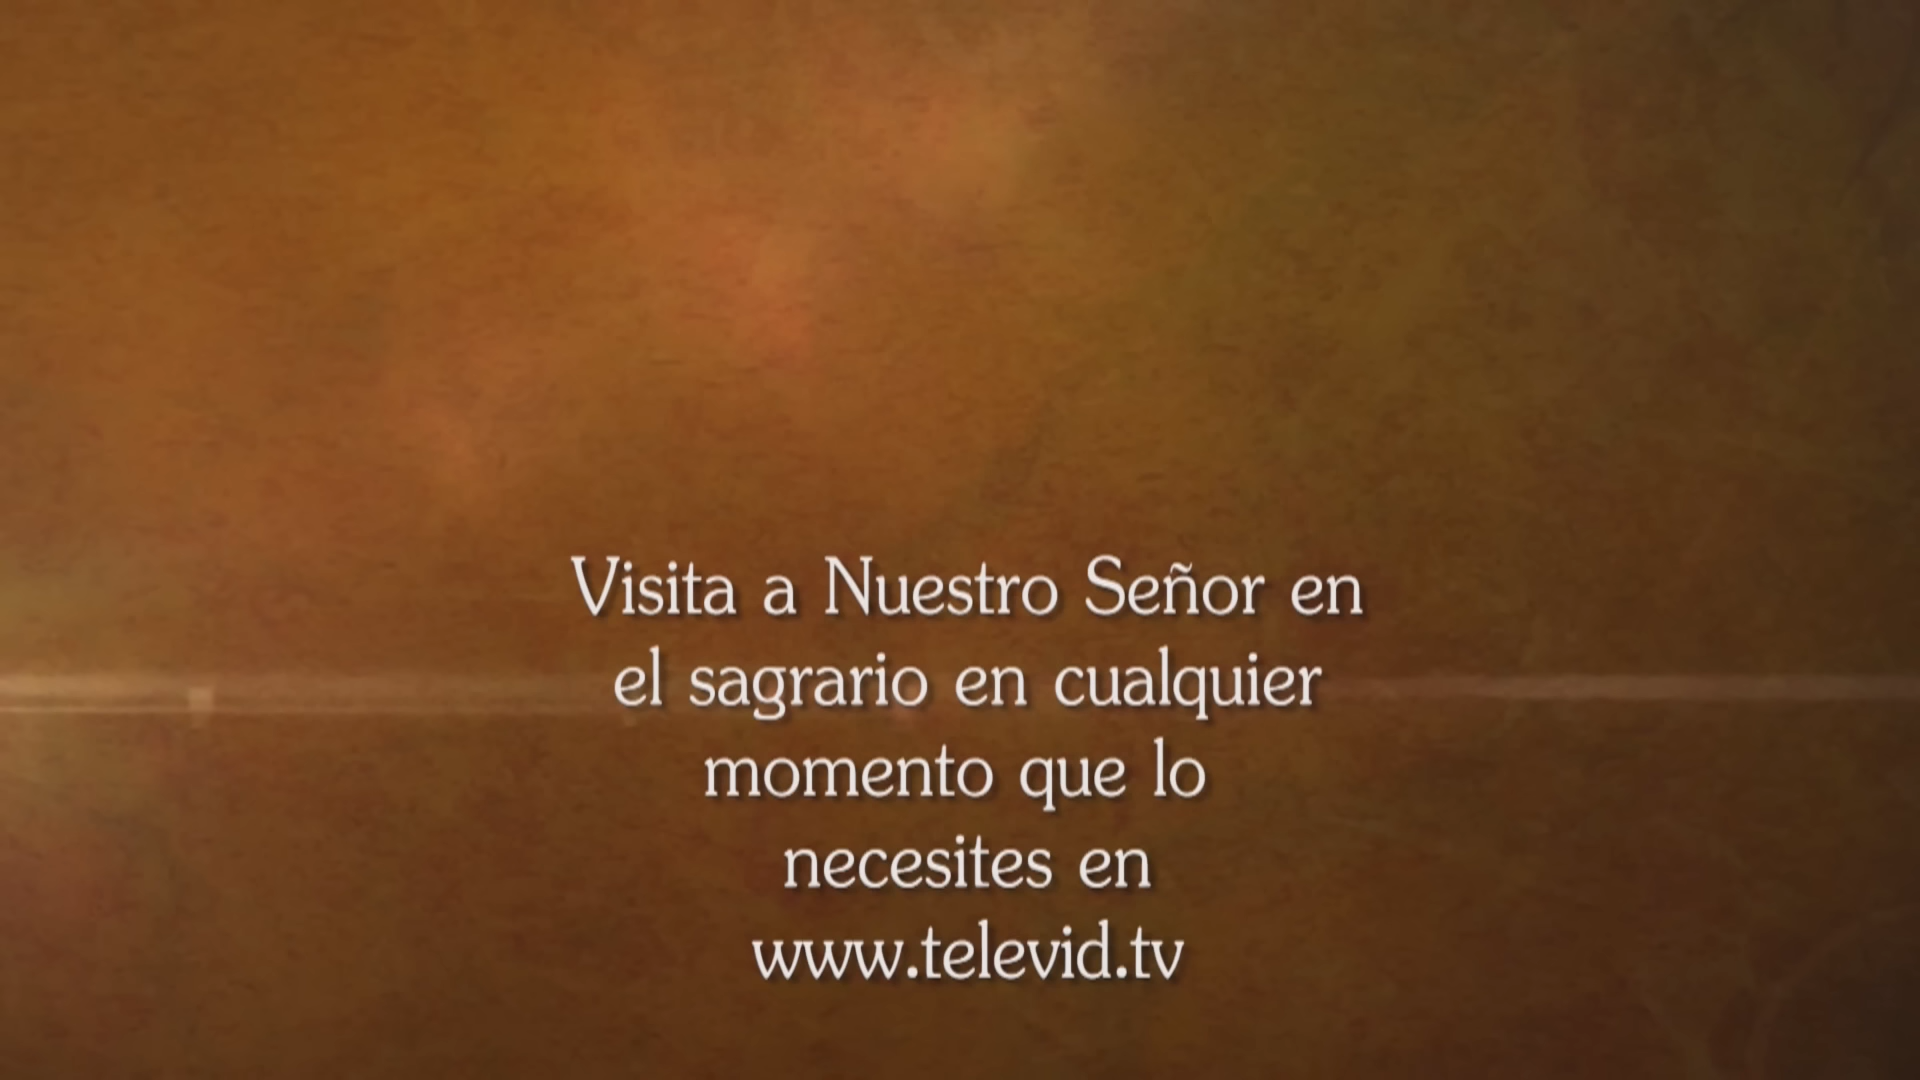 Visita a Nuestro Señor en
el sagrario en cualquier
momento que lo
necesites en
www.televid.tv